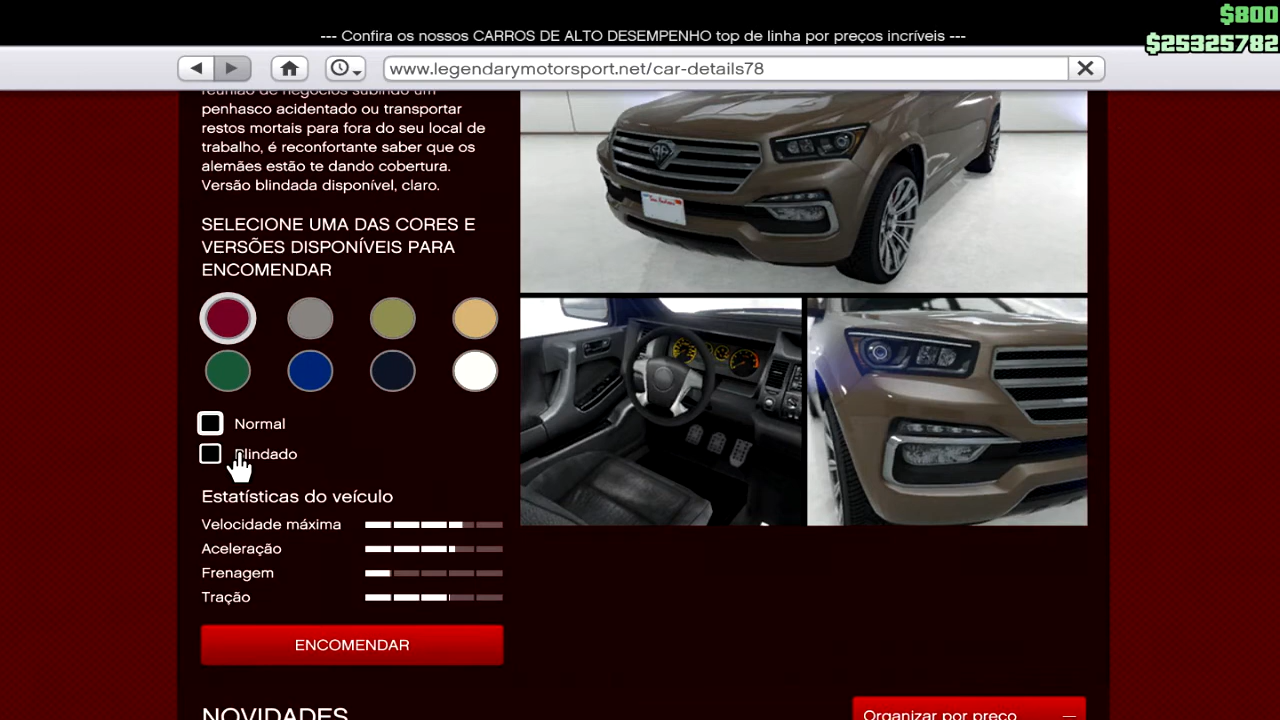 $800
--- Confira os nossos CARROS DE ALTO DESEMPENHO top de linha por preços incríveis ---
$25325782
www.legendarymotorsport.net/car-details78
reunião de negócios subindo um
penhasco acidentado ou transportar
restos mortais para fora do seu local de
trabalho, é reconfortante saber que os
alemães estão te dando cobertura.
Versão blindada disponível, claro.
SELECIONE UMA DAS CORES E
VERSÕES DISPONÍVEIS PARA
ENCOMENDAR
Normal
Blindado
Estatísticas do veículo
Velocidade máxima
Aceleração
Frenagem
Tração
ENCOMENDAR
NOVIDADES
Organizar por preço